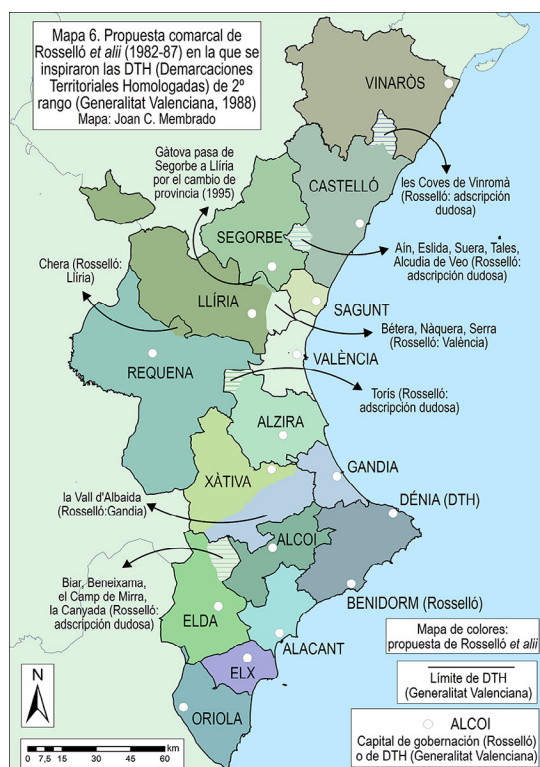 Mapa 6. Propuesta comarcal de
Rosselló et alii (1982-87) en la que se
inspiraron las DTH (Demarcaciones
Territoriales Homologadas) de 2º
rango (Generalitat Valenciana, 1988)
Mapa: Joan C. Membrado
VINARÒS
Gàtova pasa de
Segorbe a Llíria
por el cambio de
provincia (1995)
CASTELLÓ
les Coves de Vinromà
(Rosselló: adscripción
dudosa)
SEGORBE
Aín, Eslida, Suera, Tales,
Alcudia de Veo (Rosselló:
adscripción dudosa)
Chera (Rosselló:
Llíria)
LLÍRIA
SAGUNT
Bétera, Nàquera, Serra
(Rosselló: València)
VALÈNCIA
REQUENA
Torís (Rosselló:
adscripción dudosa)
ALZIRA
GANDIA
XÀTIVA
la Vall d'Albaida
(Rosselló:Gandia)
DÉNIA (DTH)
ALCOI
Biar, Beneixama,
el Camp de Mirra,
la Canyada (Rosselló:
adscripción dudosa)
BENIDORM (Rosselló)
ELDA
ALACANT
Mapa de colores:
propuesta de Rosselló et alii
ELX
Límite de DTH
(Generalitat Valenciana)
N
ORIOLA
ALCOI
Capital de gobernación (Rosselló)
o de DTH (Generalitat Valenciana)
km
0 7,5 15 30 45 60